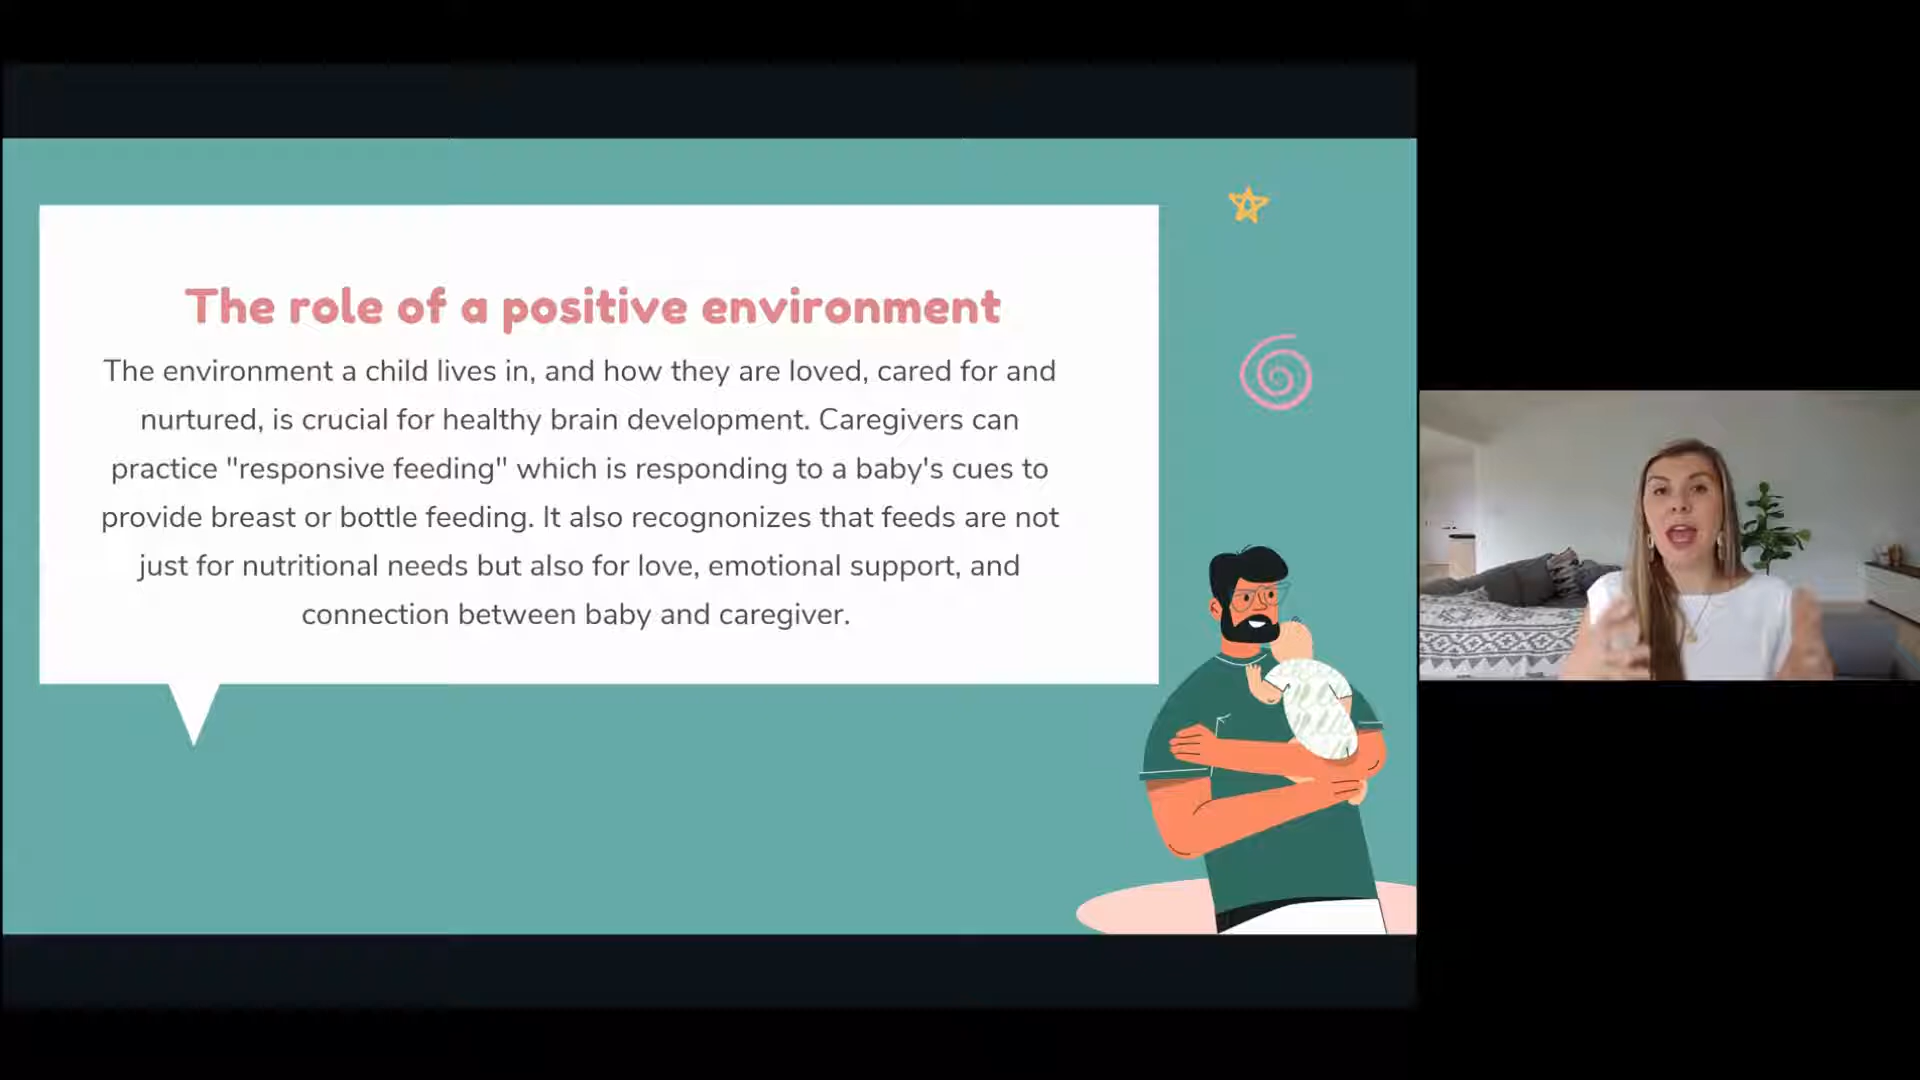 The role of a positive environment
The environment a child lives in, and how they are loved, cared for and
nurtured, is crucial for healthy brain development. Caregivers can
practice "responsive feeding" which is responding to a baby's cues to
provide breast or bottle feeding. It also recognonizes that feeds are not
just for nutritional needs but also for love, emotional support, and
connection between baby and caregiver.